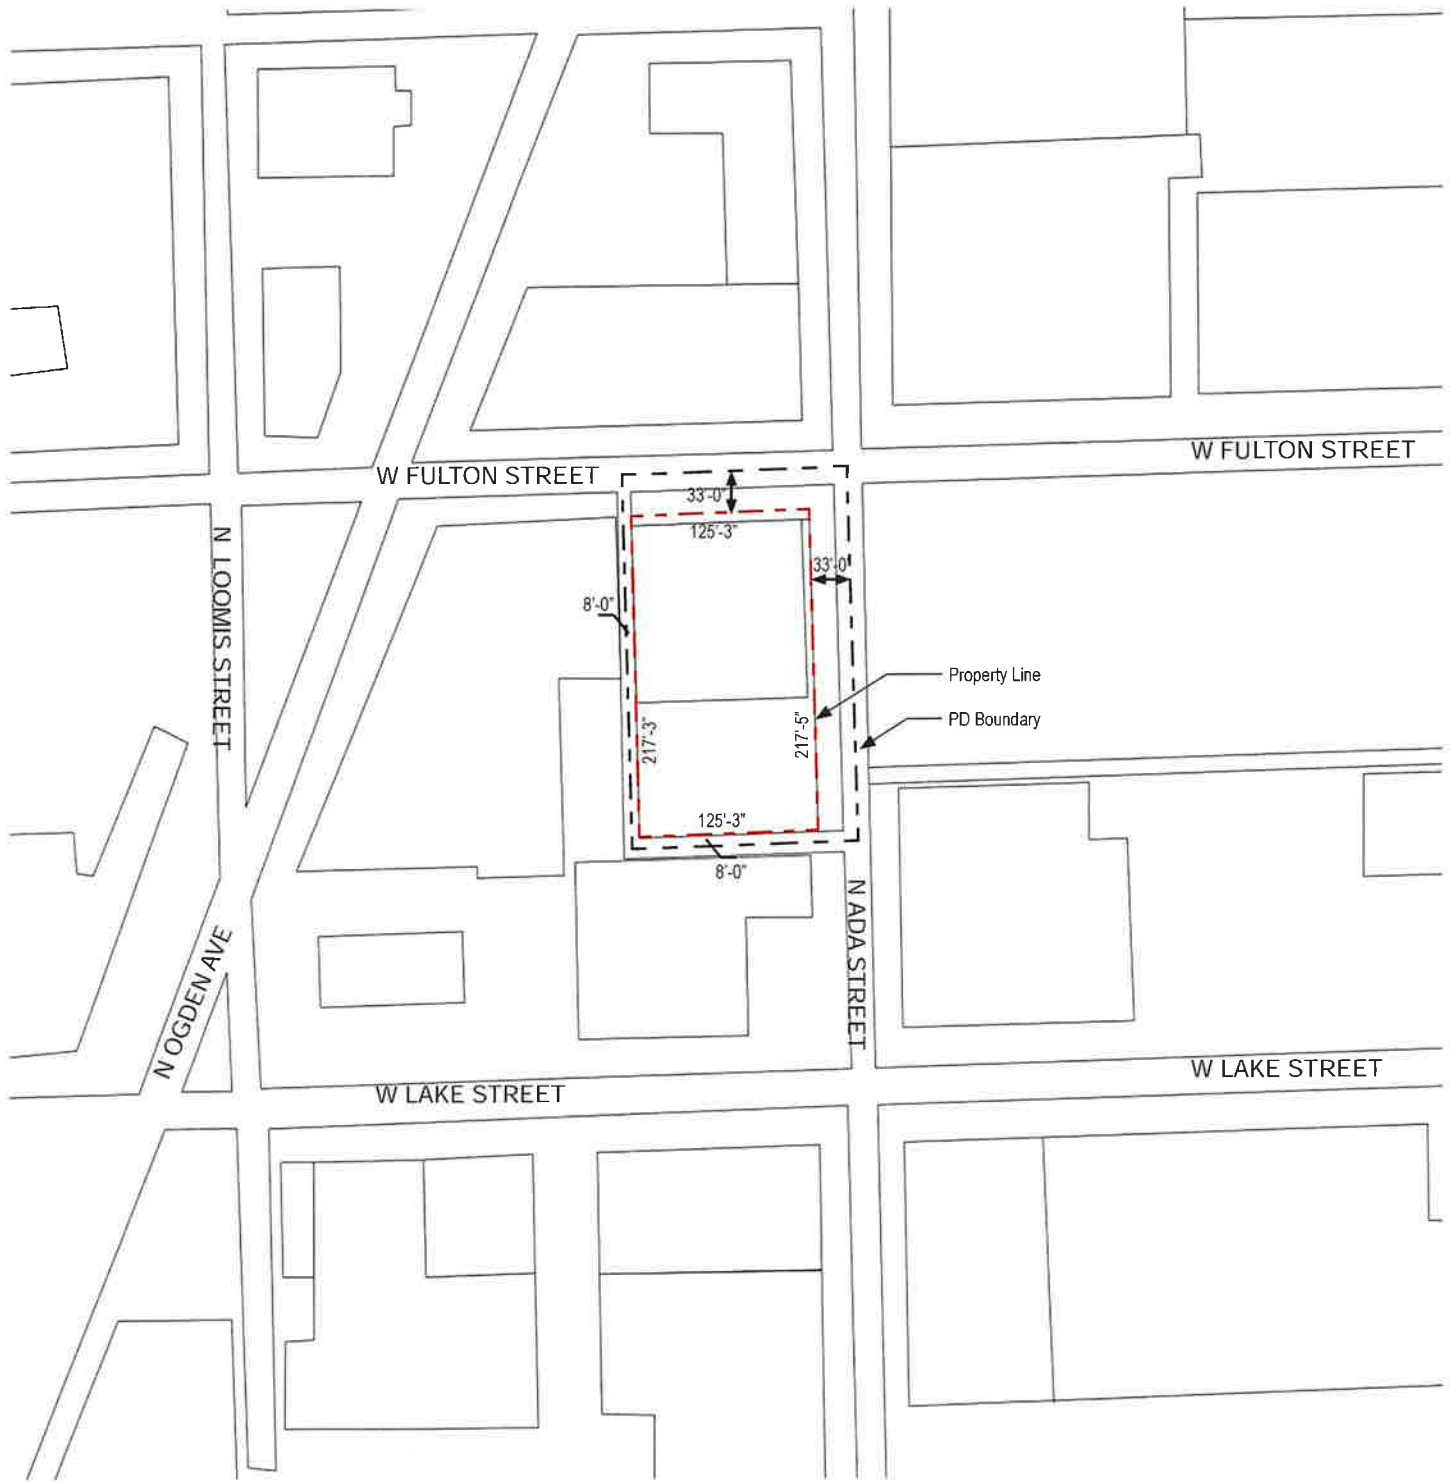 W FULTON STREET
W FULTON STREET
33'-0"
125'-3"
33'-0"
8'-0"
N LOOMIS STREET
Property Line
PD Boundary
217'-3"
217'-5"
125'-3"
8'-0"
N ADA STREET
N OGDEN AVE
W LAKE STREET
W LAKE STREET